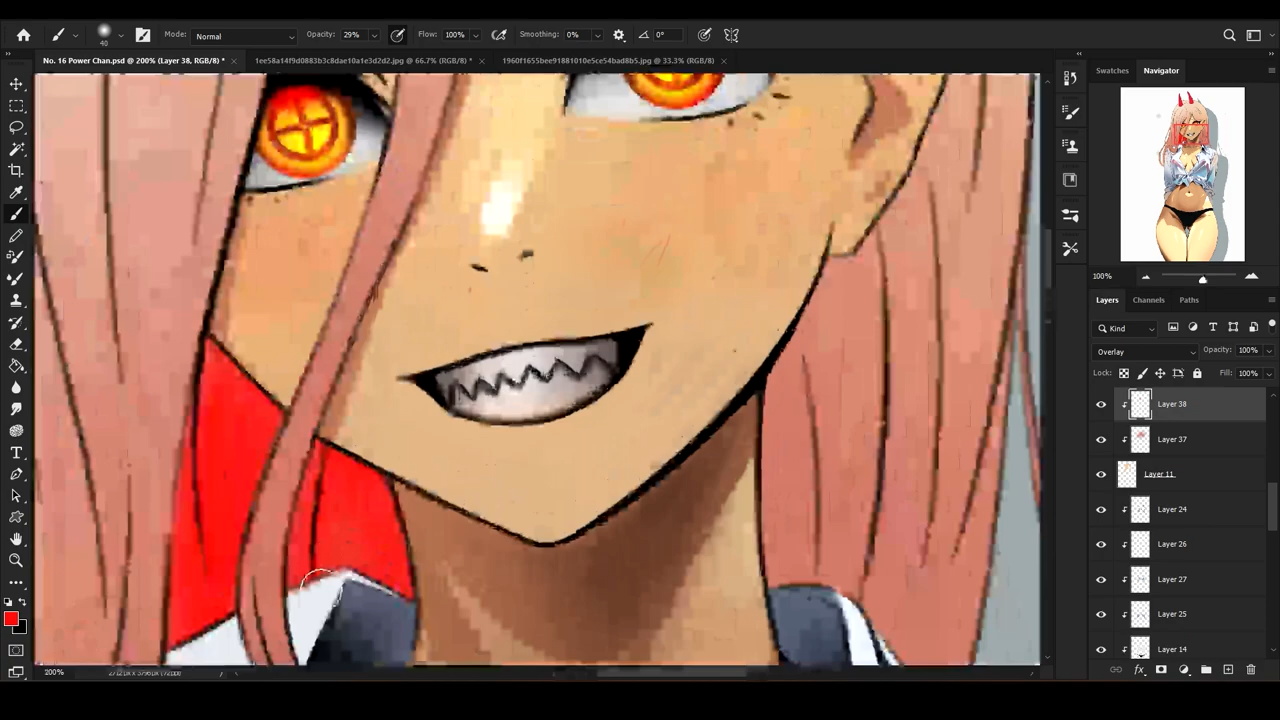 Mode: Normal Opacity: 29% Flow: 100% Smoothing: 0% 0°
40
No. 16 Power Chan.psd @ 200% (Layer 38, RGB/8) *
1ee58a14f9d0883b3c8dae10a1e3d2d2.jpg @ 66.7% (RGB/8) *
1960f1655bee91881010e5ce54bad8b5.jpg @ 33.3% (RGB/8)
Swatches Navigator
100%
Layers Channels Paths
Kind
Overlay Opacity: 100%
Lock: Fill: 100%
Layer 38
Layer 37
Layer 11
Layer 24
Layer 26
Layer 27
Layer 25
Layer 14
200%
fx